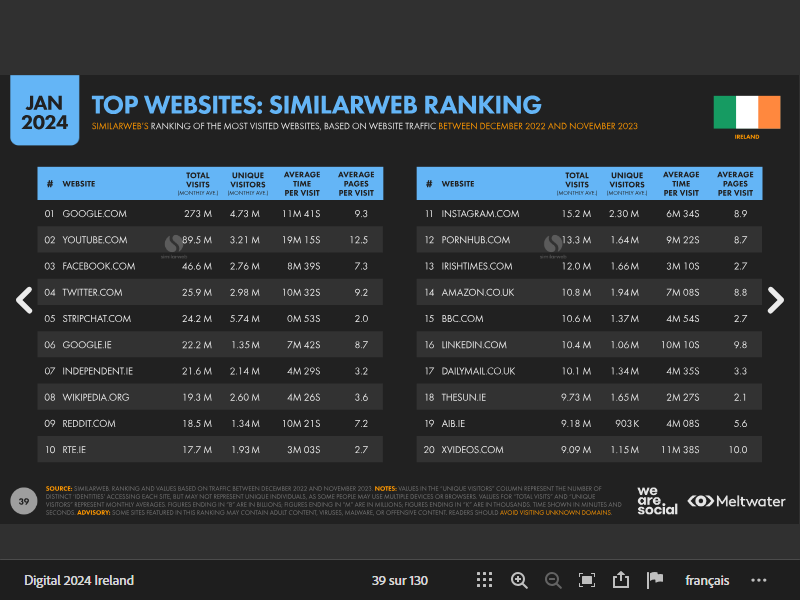 JAN
2024
TOP WEBSITES: SIMILARWEB RANKING
SIMILARWEB'S RANKING OF THE MOST VISITED WEBSITES, BASED ON WEBSITE TRAFFIC BETWEEN DECEMBER 2022 AND NOVEMBER 2023
IRELAND
# WEBSITE TOTAL VISITS (MONTHLY AVE.) UNIQUE VISITORS (MONTHLY AVE.) AVERAGE TIME PER VISIT AVERAGE PAGES PER VISIT
01 GOOGLE.COM 273 M 4.73 M 11M 41S 9.3
02 YOUTUBE.COM 89.5 M 3.21 M 19M 15S 12.5
03 FACEBOOK.COM 46.6 M 2.76 M 8M 39S 7.3
04 TWITTER.COM 25.9 M 2.98 M 10M 32S 9.2
05 STRIPCHAT.COM 24.2 M 5.74 M 0M 53S 2.0
06 GOOGLE.IE 22.2 M 1.35 M 7M 42S 8.7
07 INDEPENDENT.IE 21.6 M 2.14 M 4M 29S 3.2
08 WIKIPEDIA.ORG 19.3 M 2.60 M 4M 26S 3.6
09 REDDIT.COM 18.5 M 1.34 M 10M 21S 7.2
10 RTE.IE 17.7 M 1.93 M 3M 03S 2.7
# WEBSITE TOTAL VISITS (MONTHLY AVE.) UNIQUE VISITORS (MONTHLY AVE.) AVERAGE TIME PER VISIT AVERAGE PAGES PER VISIT
11 INSTAGRAM.COM 15.2 M 2.30 M 6M 34S 8.9
12 PORNHUB.COM 13.3 M 1.64 M 9M 22S 8.7
13 IRISHTIMES.COM 12.0 M 1.66 M 3M 10S 2.7
14 AMAZON.CO.UK 10.8 M 1.94 M 7M 08S 8.8
15 BBC.COM 10.6 M 1.37 M 4M 54S 2.7
16 LINKEDIN.COM 10.4 M 1.06 M 10M 10S 9.8
17 DAILYMAIL.CO.UK 10.1 M 1.34 M 4M 35S 3.3
18 THESUN.IE 9.73 M 1.65 M 2M 27S 2.1
19 AIB.IE 9.18 M 903 K 4M 08S 5.6
20 XVIDEOS.COM 9.09 M 1.15 M 11M 38S 10.0
39
SOURCE: SIMILARWEB. RANKING AND VALUES BASED ON TRAFFIC BETWEEN DECEMBER 2022 AND NOVEMBER 2023. NOTES: VALUES IN THE "UNIQUE VISITORS" COLUMN REPRESENT THE NUMBER OF
DISTINCT 'IDENTITIES' ACCESSING EACH SITE, BUT MAY NOT REPRESENT UNIQUE INDIVIDUALS, AS SOME PEOPLE MAY USE MULTIPLE DEVICES OR BROWSERS. VALUES FOR "TOTAL VISITS" AND "UNIQUE
VISITORS" REPRESENT MONTHLY AVERAGES. FIGURES ENDING IN "B" ARE IN BILLIONS; FIGURES ENDING IN "M" ARE IN MILLIONS; FIGURES ENDING IN "K" ARE IN THOUSANDS. TIME SHOWN IN MINUTES AND
SECONDS. ADVISORY: SOME SITES FEATURED IN THIS RANKING MAY CONTAIN ADULT CONTENT, VIRUSES, MALWARE, OR OFFENSIVE CONTENT. READERS SHOULD AVOID VISITING UNKNOWN DOMAINS.
we
are.
social
Meltwater
Digital 2024 Ireland
39 sur 130
français